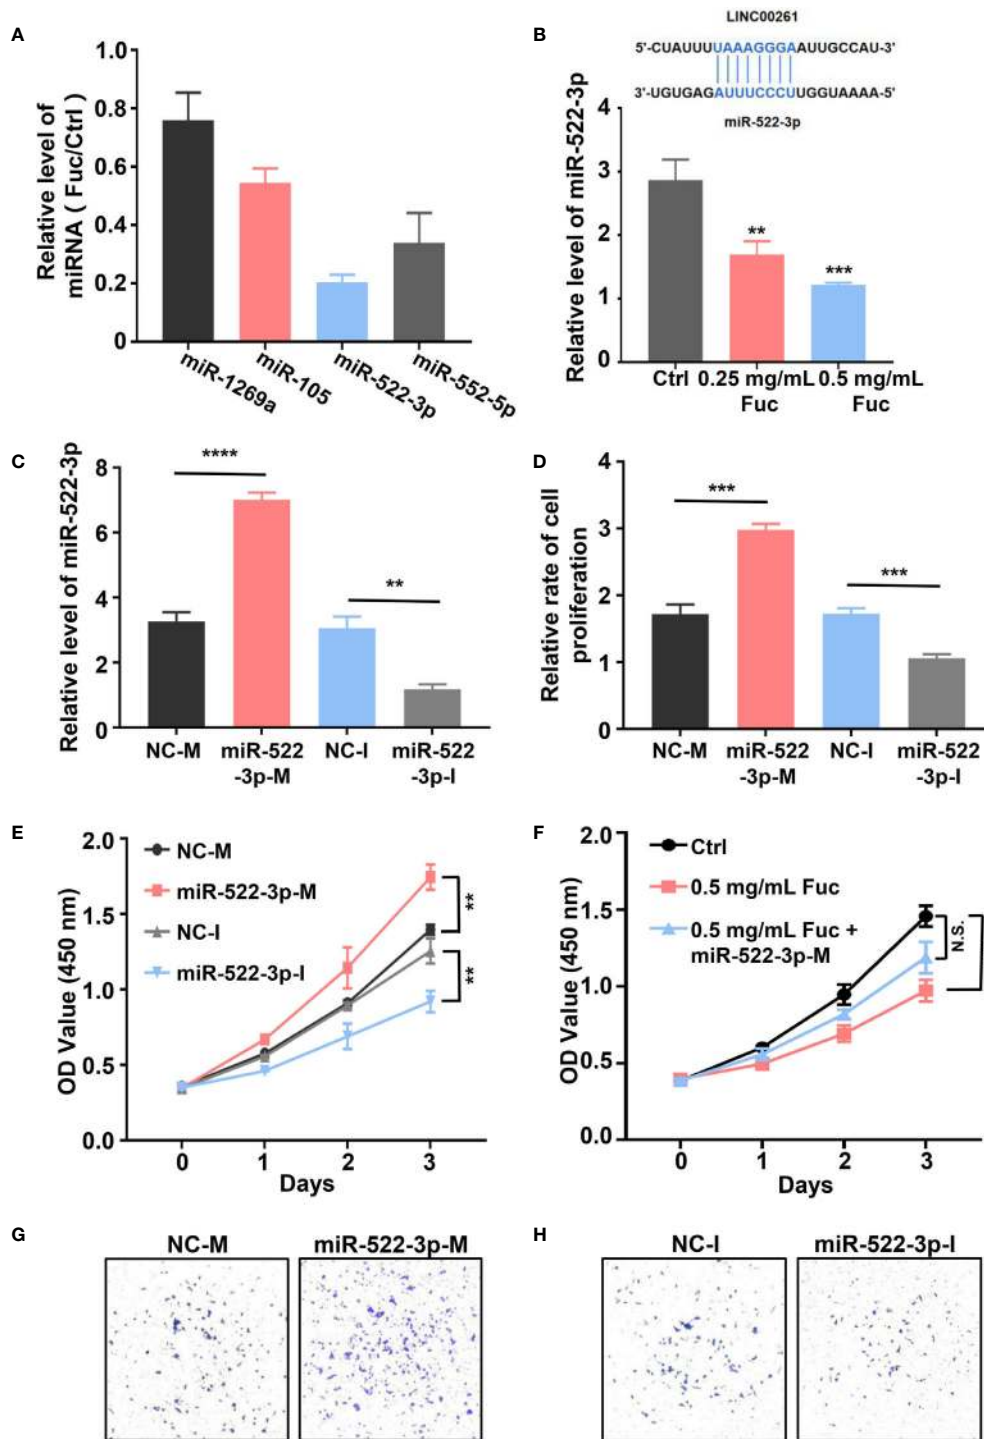 A
Relative level of
miRNA ( Fuc/Ctrl )
1.0
0.8
0.6
0.4
0.2
0
miR-1269a
miR-105
miR-522-3p
miR-552-5p
B
LINC00261
5'-CUAUUUUAAAGGGAAUUGCCAU-3'
3'-UGUGAGAUUUCCCUUGGUAAAA-5'
miR-522-3p
Relative level of miR-522-3p
4
3
2
1
0
**
***
Ctrl 0.25 mg/mL 0.5 mg/mL
Fuc Fuc
C
Relative level of miR-522-3p
8
6
4
2
0
****
**
NC-M miR-522 NC-I miR-522
-3p-M -3p-I
D
Relative rate of cell
proliferation
4
3
2
1
0
***
***
NC-M miR-522 NC-I miR-522
-3p-M -3p-I
E
OD Value (450 nm)
2.0
1.5
1.0
0.5
0.0
NC-M
miR-522-3p-M
NC-I
miR-522-3p-I
**
**
0 1 2 3
Days
F
OD Value (450 nm)
2.0
1.5
1.0
0.5
0.0
Ctrl
0.5 mg/mL Fuc
0.5 mg/mL Fuc +
miR-522-3p-M
N.S.
0 1 2 3
Days
G
NC-M miR-522-3p-M
H
NC-I miR-522-3p-I